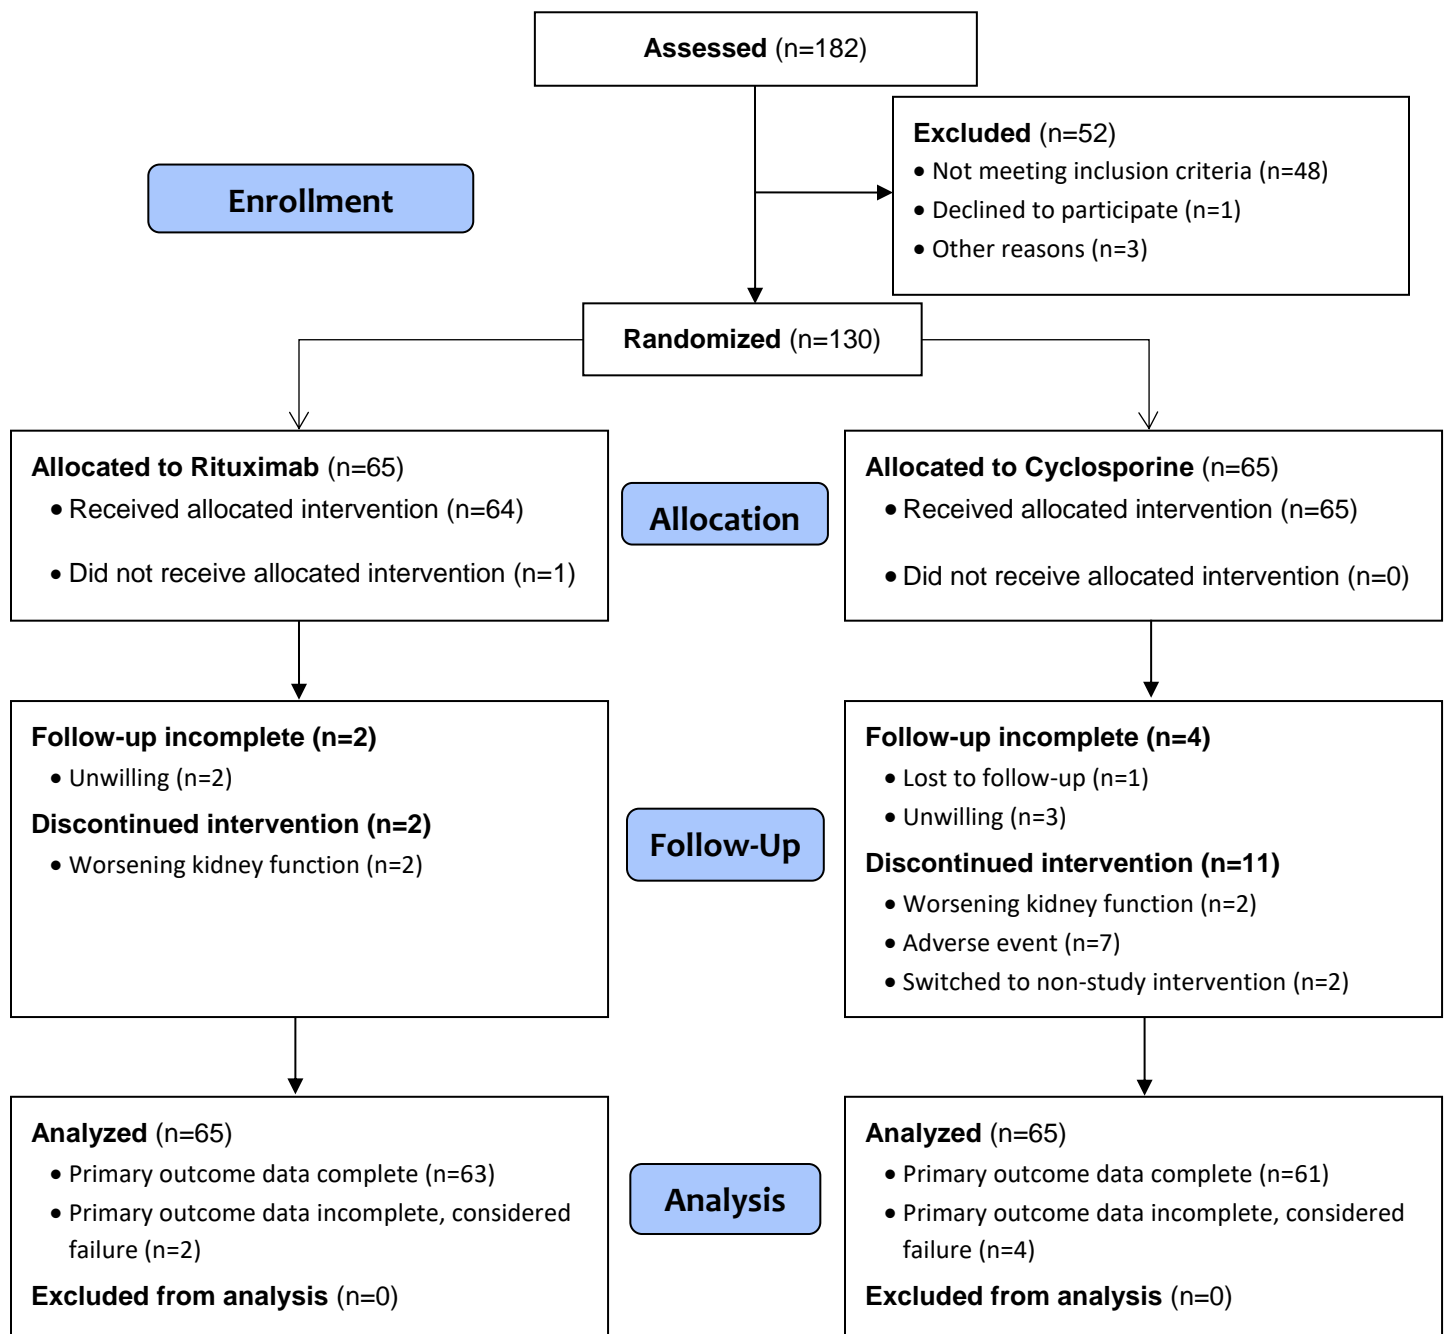 Assessed (n=182)
Excluded (n=52)
• Not meeting inclusion criteria (n=48)
• Declined to participate (n=1)
• Other reasons (n=3)
Enrollment
Randomized (n=130)
Allocated to Rituximab (n=65)
• Received allocated intervention (n=64)
• Did not receive allocated intervention (n=1)
Allocation
Allocated to Cyclosporine (n=65)
• Received allocated intervention (n=65)
• Did not receive allocated intervention (n=0)
Follow-up incomplete (n=2)
• Unwilling (n=2)
Discontinued intervention (n=2)
• Worsening kidney function (n=2)
Follow-Up
Follow-up incomplete (n=4)
• Lost to follow-up (n=1)
• Unwilling (n=3)
Discontinued intervention (n=11)
• Worsening kidney function (n=2)
• Adverse event (n=7)
• Switched to non-study intervention (n=2)
Analyzed (n=65)
• Primary outcome data complete (n=63)
• Primary outcome data incomplete, considered
failure (n=2)
Excluded from analysis (n=0)
Analysis
Analyzed (n=65)
• Primary outcome data complete (n=61)
• Primary outcome data incomplete, considered
failure (n=4)
Excluded from analysis (n=0)